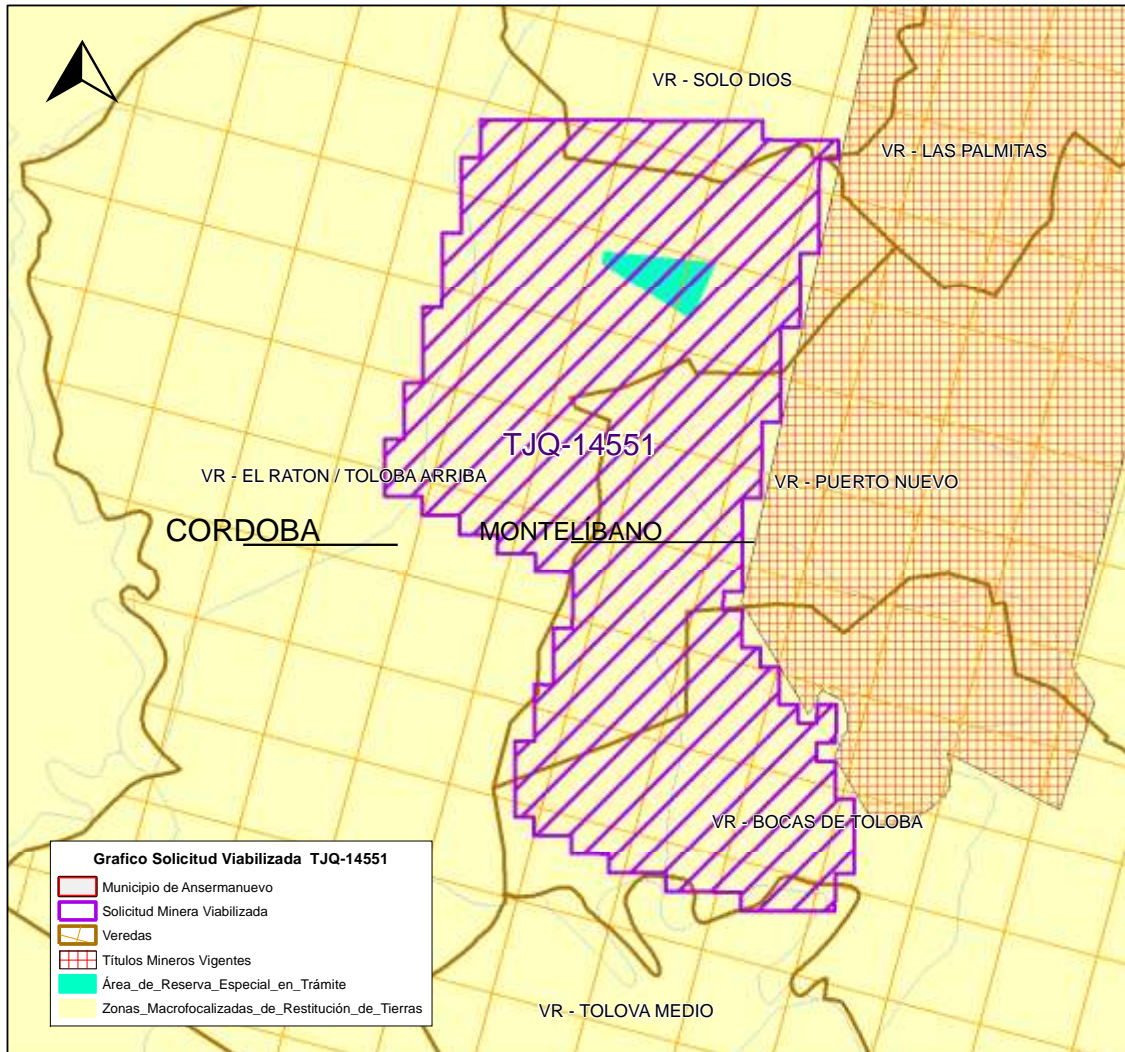 VR - SOLO DIOS
VR - LAS PALMITAS
TJQ-14551
VR - EL RATON / TOLOBA ARRIBA
VR - PUERTO NUEVO
CORDOBA
MONTELÍBANO
VR - BOCAS DE TOLOBA
Grafico Solicitud Viabilizada TJQ-14551
Municipio de Ansermanuevo
Solicitud Minera Viabilizada
Veredas
Títulos Mineros Vigentes
Área_de_Reserva_Especial_en_Trámite
Zonas_Macrofocalizadas_de_Restitución_de_Tierras
VR - TOLOVA MEDIO